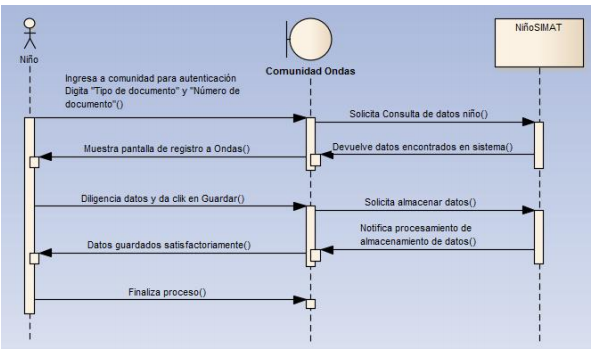 NiñoSIMAT
Niño
Comunidad Ondas
Ingresa a comunidad para autenticación
Digita "Tipo de documento" y "Número de
documento"()
Solicita Consulta de datos niño()
Muestra pantalla de registro a Ondas()
Devuelve datos encontrados en sistema()
Diligencia datos y da clik en Guardar()
Solicita almacenar datos()
Notifica procesamiento de
almacenamiento de datos()
Datos guardados satisfactoriamente()
Finaliza proceso()